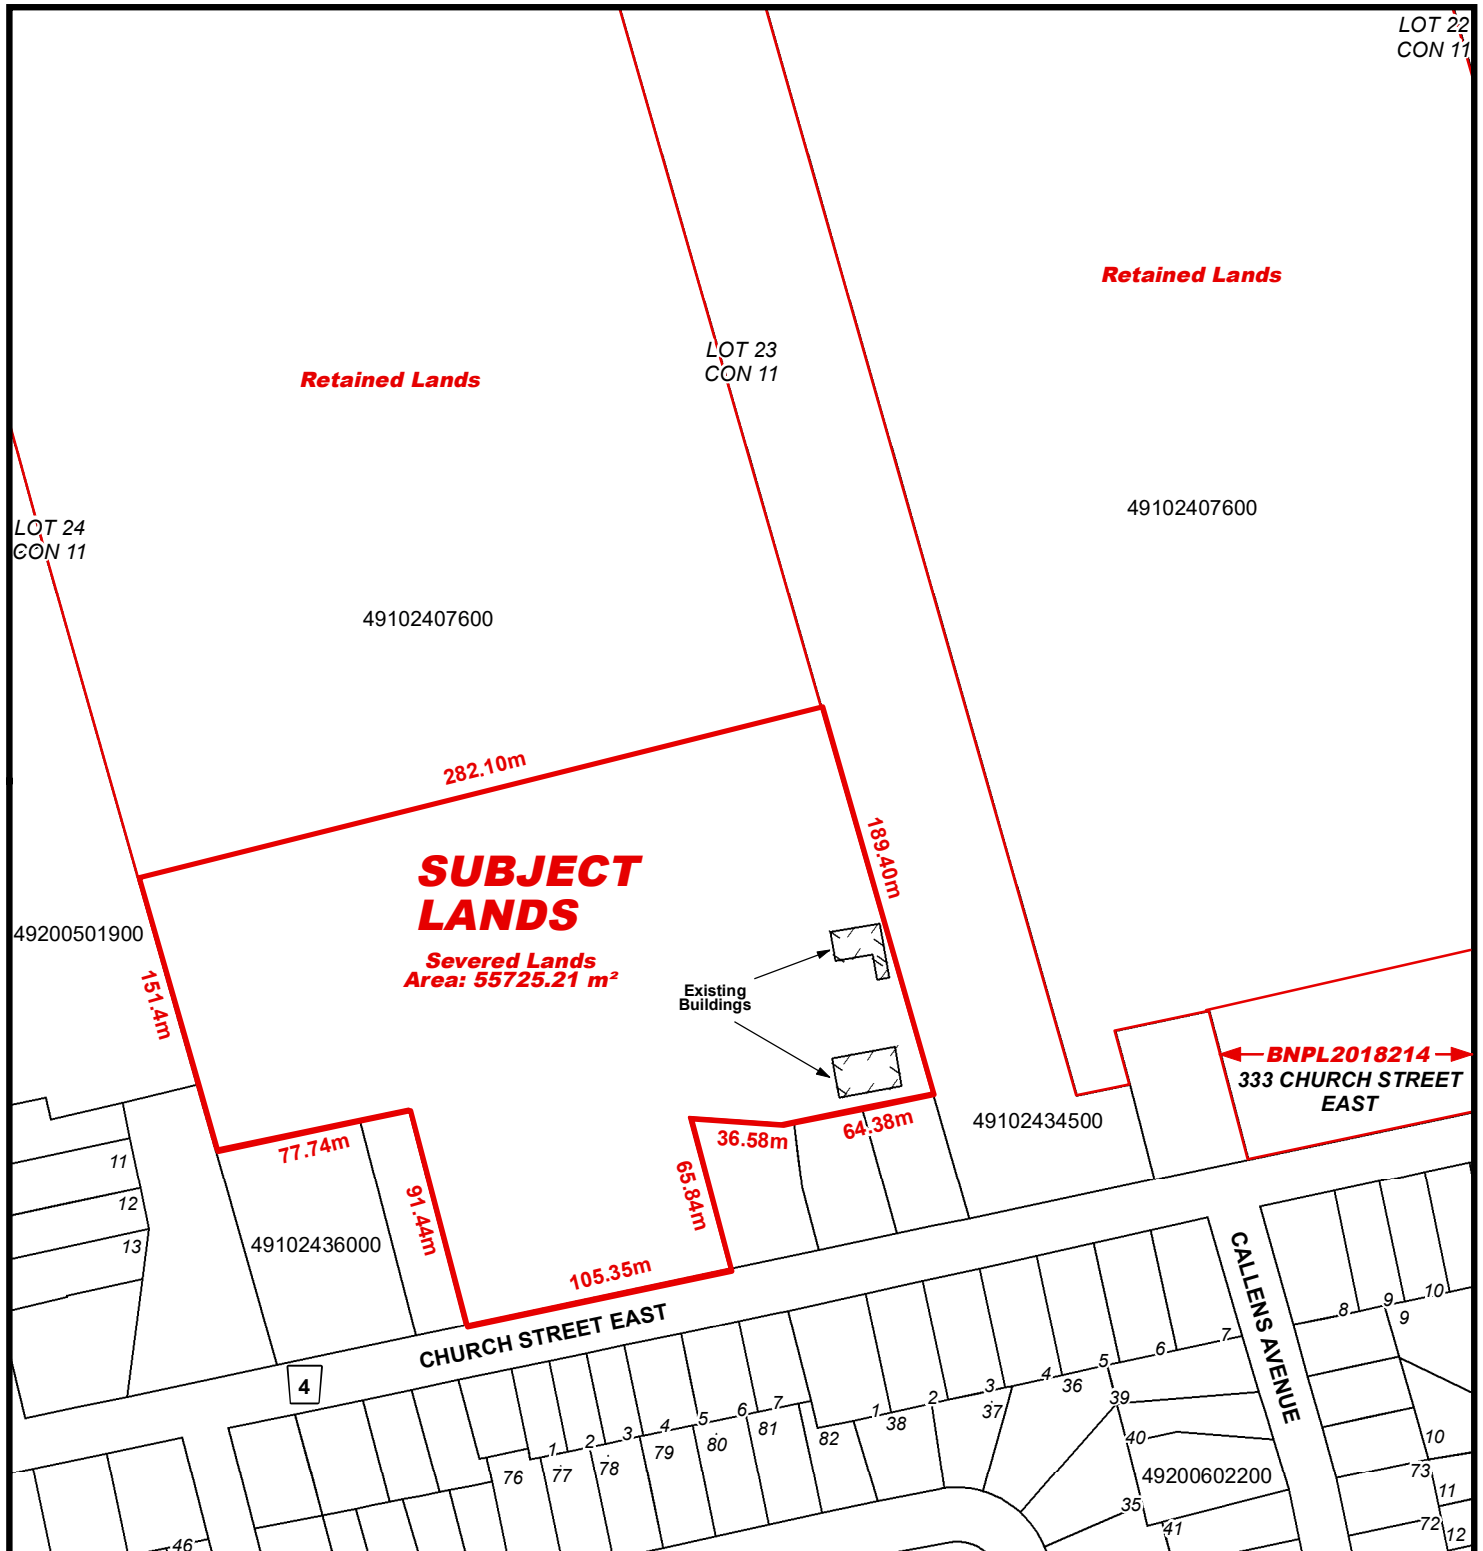 LOT 22
CON 11
Retained Lands
LOT 23
CON 11
Retained Lands
49102407600
LOT 24
CON 11
49102407600
282.10m
189.40m
SUBJECT
LANDS
Severed Lands
Area: 55725.21 m²
49200501900
151.4m
Existing
Buildings
BNPL2018214
333 CHURCH STREET
EAST
49102434500
64.38m
36.58m
77.74m
65.84m
91.44m
11
12
13
49102436000
105.35m
CHURCH STREET EAST
4
CALLENS AVENUE
8
9
10
9
1
2
3
4
5
6
7
1
2
3
4
5
6
7
76
77
78
79
80
81
82
38
37
36
39
40
49200602200
35
41
10
73
11
72
12
46